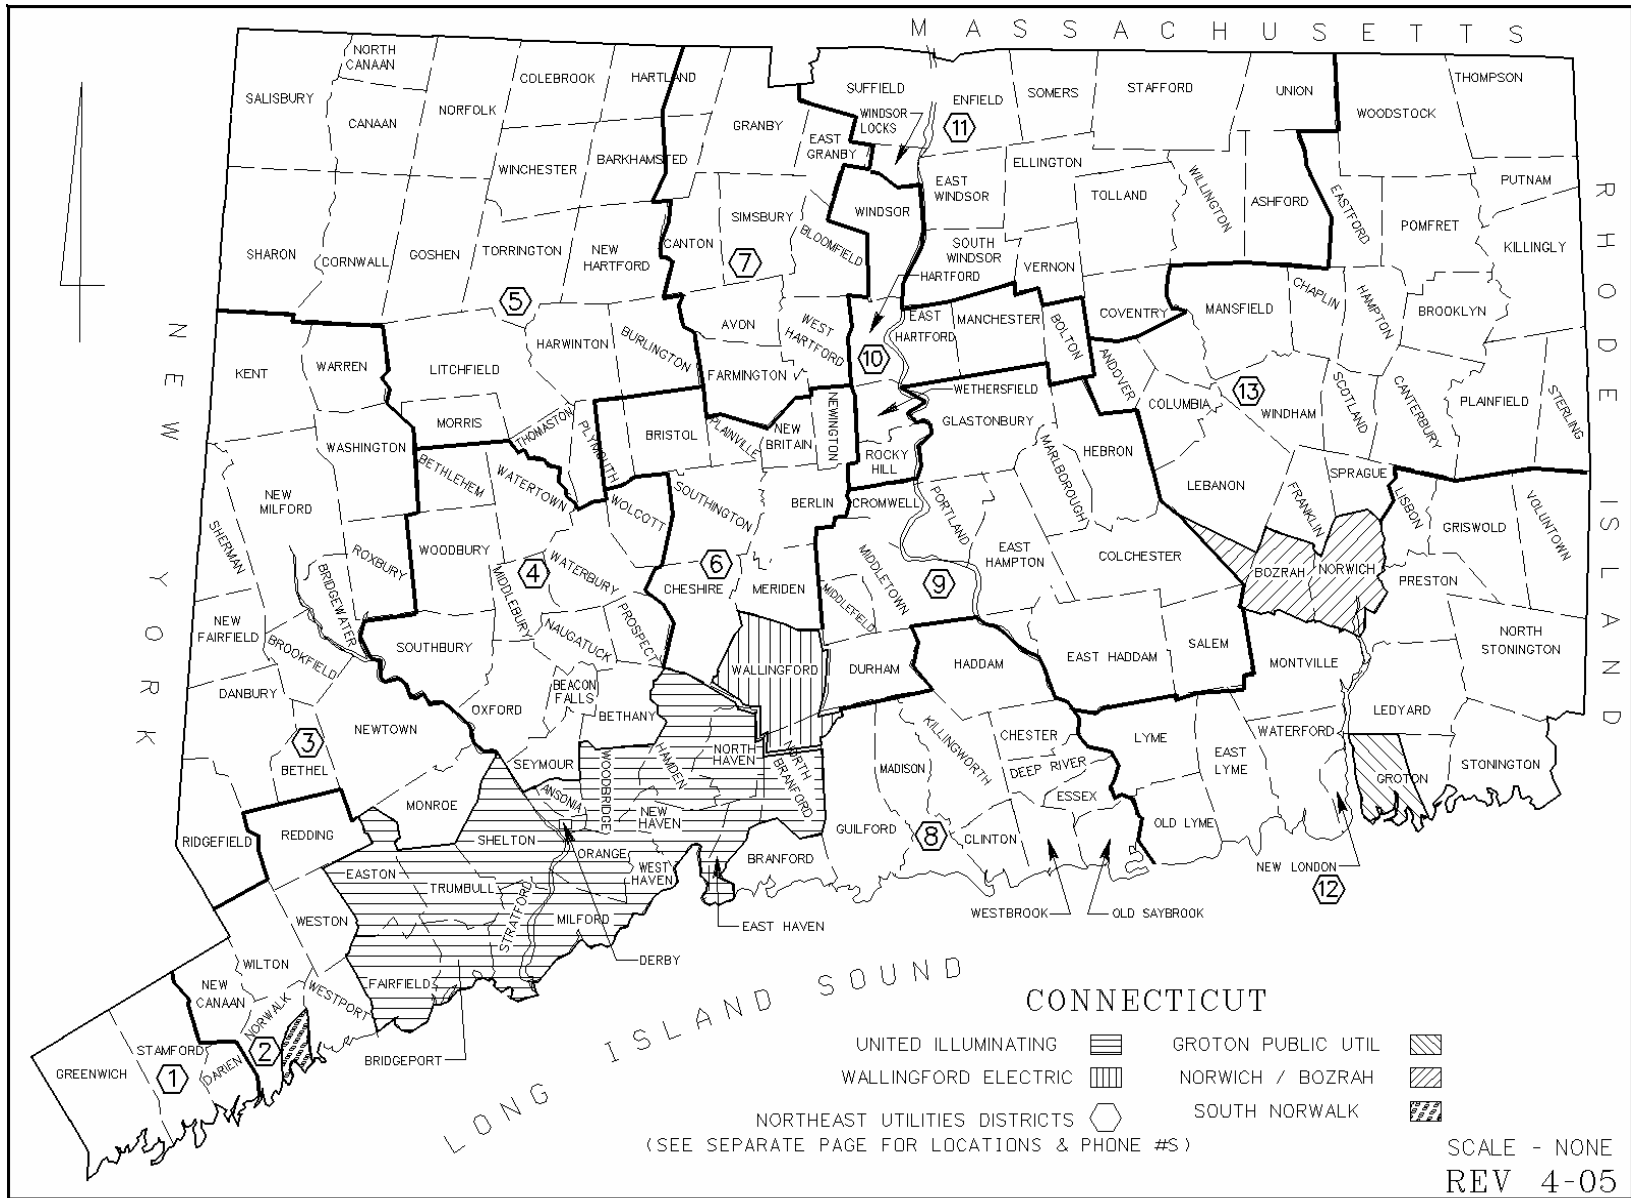 M A S S A C H U S E T T S
NORTH
CANAAN
COLEBROOK
HARTLAND
SALISBURY
NORFOLK
CANAAN
GRANBY
SUFFIELD
WINDSOR
LOCKS
ENFIELD
11
SOMERS
STAFFORD
UNION
WOODSTOCK
THOMPSON
EAST
GRANBY
WINCHESTER
BARKHAMSTED
ELLINGTON
EAST
WINDSOR
TOLLAND
WILLINGTON
ASHFORD
EASTFORD
POMFRET
PUTNAM
KILLINGLY
SIMSBURY
WINDSOR
BLOOMFIELD
SHARON
CORNWALL
GOSHEN
TORRINGTON
NEW
HARTFORD
CANTON
7
SOUTH
WINDSOR
VERNON
HARTFORD
5
AVON
WEST
HARTFORD
EAST
HARTFORD
MANCHESTER
BOLTON
COVENTRY
MANSFIELD
CHAPLIN
HAMPTON
BROOKLYN
RHODE ISLAND
NEW YORK
KENT
WARREN
LITCHFIELD
HARWINTON
BURLINGTON
FARMINGTON
10
WETHERSFIELD
GLASTONBURY
ANDOVER
COLUMBIA
13
WINDHAM
SCOTLAND
CANTERBURY
PLAINFIELD
STERLING
MORRIS
THOMASTON
PLYMOUTH
BRISTOL
PLAINVILLE
NEW
BRITAIN
NEWINGTON
ROCKY
HILL
MARLBOROUGH
HEBRON
WASHINGTON
BETHLEHEM
WATERTOWN
WOLCOTT
SOUTHINGTON
BERLIN
CROMWELL
PORTLAND
LEBANON
FRANKLIN
SPRAGUE
LISBON
GRISWOLD
VOLUNTOWN
NEW
MILFORD
SHERMAN
BRIDGEWATER
ROXBURY
WOODBURY
4
MIDDLEBURY
WATERBURY
6
CHESHIRE
MERIDEN
MIDDLETOWN
MIDDLEFIELD
9
EAST
HAMPTON
COLCHESTER
BOZRAH
NORWICH
PRESTON
NEW
FAIRFIELD
BROOKFIELD
SOUTHBURY
NAUGATUCK
PROSPECT
WALLINGFORD
DURHAM
HADDAM
EAST HADDAM
SALEM
MONTVILLE
NORTH
STONINGTON
DANBURY
OXFORD
BEACON
FALLS
BETHANY
3
BETHEL
NEWTOWN
SEYMOUR
WOODBRIDGE
HAMDEN
NORTH
HAVEN
NORTH
BRANFORD
MADISON
KILLINGWORTH
CHESTER
DEEP RIVER
ESSEX
LYME
EAST
LYME
WATERFORD
LEDYARD
GROTON
STONINGTON
MONROE
ANSONIA
NEW
HAVEN
SHELTON
ORANGE
WEST
HAVEN
BRANFORD
GUILFORD
8
CLINTON
OLD LYME
NEW LONDON
12
RIDGEFIELD
REDDING
EASTON
TRUMBULL
STRATFORD
MILFORD
EAST HAVEN
WESTBROOK
OLD SAYBROOK
WESTON
WILTON
DERBY
NEW
CANAAN
NORWALK
WESTPORT
FAIRFIELD
BRIDGEPORT
GREENWICH
STAMFORD
1
DARIEN
2
LONG ISLAND SOUND
CONNECTICUT
UNITED ILLUMINATING
GROTON PUBLIC UTIL
WALLINGFORD ELECTRIC
NORWICH / BOZRAH
NORTHEAST UTILITIES DISTRICTS
SOUTH NORWALK
(SEE SEPARATE PAGE FOR LOCATIONS & PHONE #S)
SCALE - NONE
REV 4-05